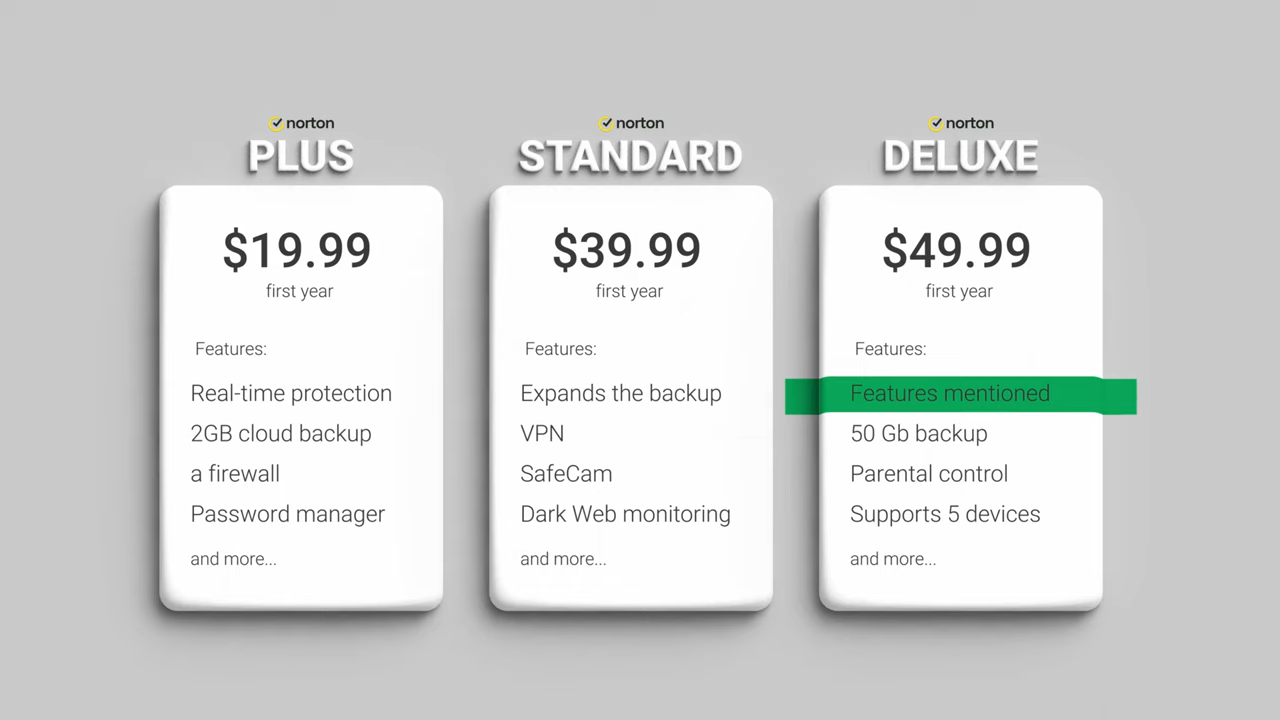 norton
PLUS
$19.99
first year
Features:
Real-time protection
2GB cloud backup
a firewall
Password manager
and more...
norton
STANDARD
$39.99
first year
Features:
Expands the backup
VPN
SafeCam
Dark Web monitoring
and more...
norton
DELUXE
$49.99
first year
Features:
Features mentioned
50 Gb backup
Parental control
Supports 5 devices
and more...